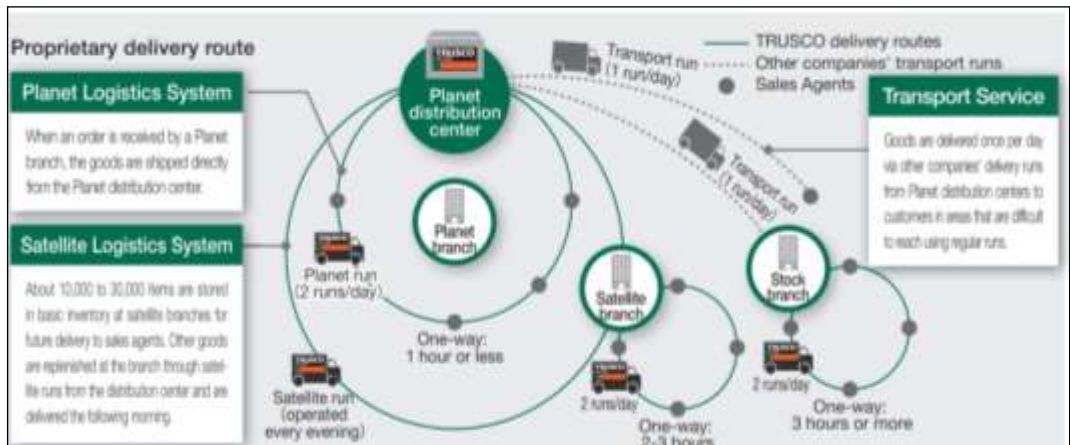 Proprietary delivery route
Planet Logistics System
When an order is received by a Planet
branch, the goods are shipped directly
from the Planet distribution center.
Satellite Logistics System
About 10,000 to 30,000 items are stored
in basic inventory at satellite branches for
future delivery to sales agents. Other goods
are replenished at the branch through satel-
lite runs from the distribution center and are
delivered the following morning.
TRUSCO
Planet
distribution
center
Planet
branch
Planet run
(2 runs/day)
One-way:
1 hour or less
Satellite run
(operated
every evening)
Satellite
branch
2 runs/day
One-way:
2-3 hours
Transport run
(1 run/day)
Transport run
(1 run/day)
Stock
branch
2 runs/day
One-way:
3 hours or more
TRUSCO delivery routes
Other companies' transport runs
Sales Agents
Transport Service
Goods are delivered once per day
via other companies' delivery runs
from Planet distribution centers to
customers in areas that are difficult
to reach using regular runs.